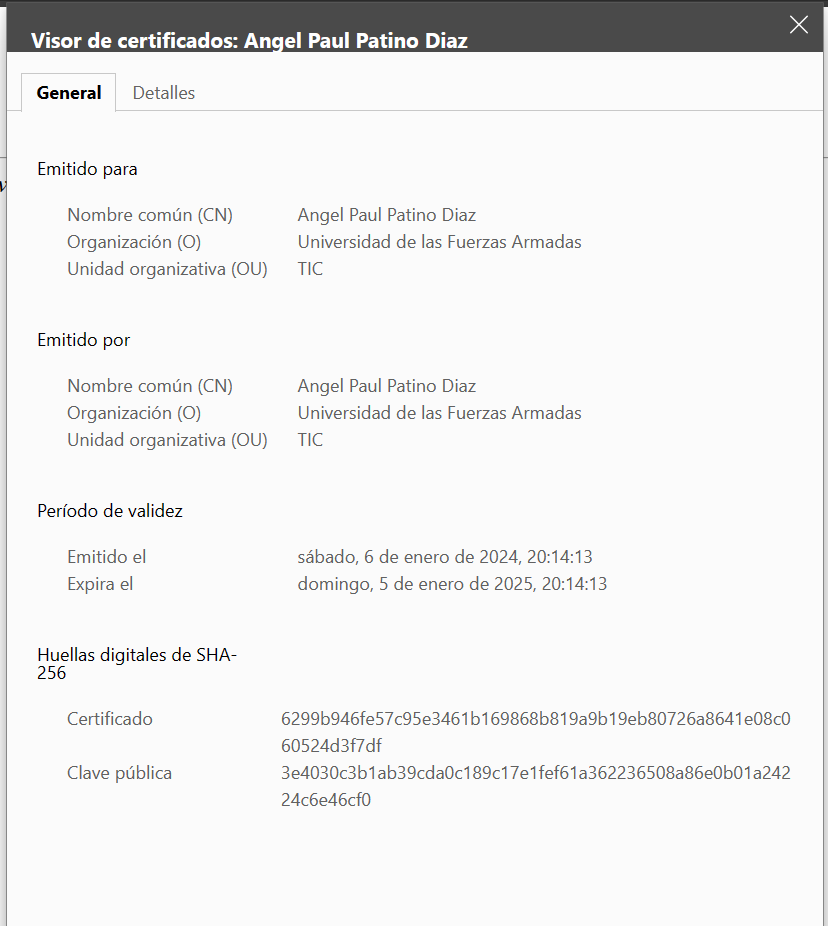 Visor de certificados: Angel Paul Patino Diaz
General Detalles
Emitido para
Nombre común (CN) Angel Paul Patino Diaz
Organización (O) Universidad de las Fuerzas Armadas
Unidad organizativa (OU) TIC
Emitido por
Nombre común (CN) Angel Paul Patino Diaz
Organización (O) Universidad de las Fuerzas Armadas
Unidad organizativa (OU) TIC
Período de validez
Emitido el sábado, 6 de enero de 2024, 20:14:13
Expira el domingo, 5 de enero de 2025, 20:14:13
Huellas digitales de SHA-
256
Certificado 6299b946fe57c95e3461b169868b819a9b19eb80726a8641e08c0
60524d3f7df
Clave pública 3e4030c3b1ab39cda0c189c17e1fef61a362236508a86e0b01a242
24c6e46cf0